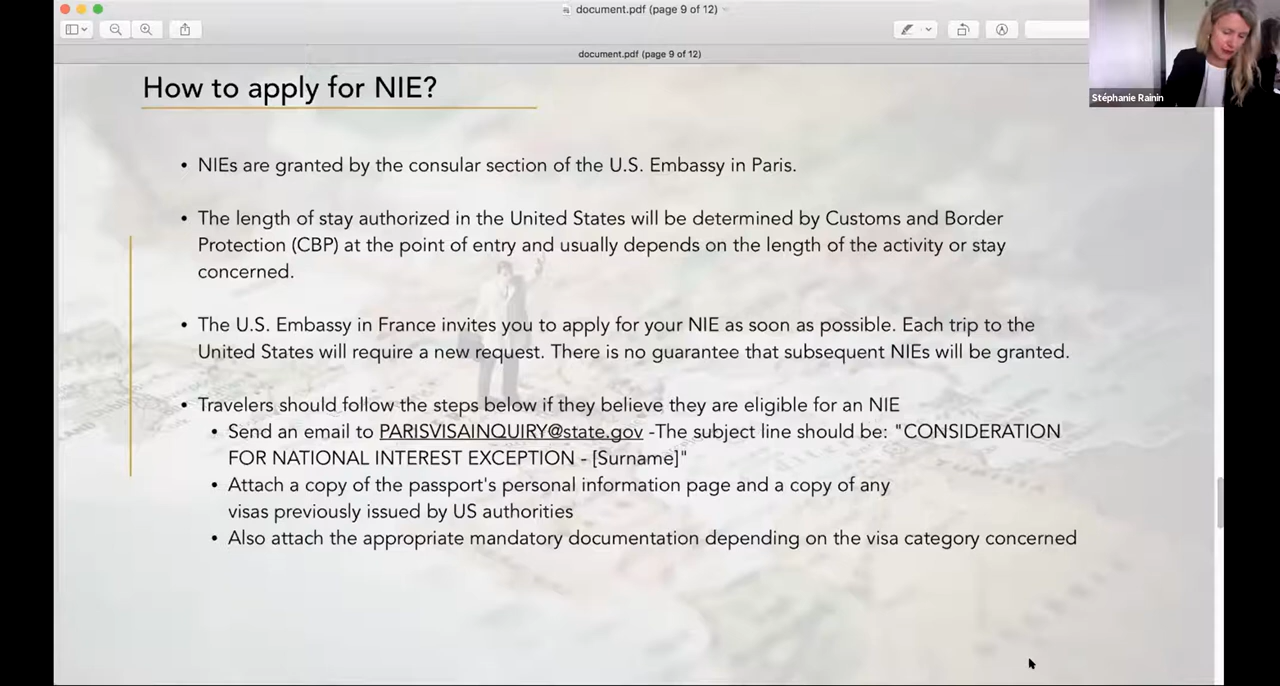 document.pdf (page 9 of 12)
document.pdf (page 9 of 12)
Stéphanie Rainin
How to apply for NIE?
• NIEs are granted by the consular section of the U.S. Embassy in Paris.
• The length of stay authorized in the United States will be determined by Customs and Border
Protection (CBP) at the point of entry and usually depends on the length of the activity or stay
concerned.
• The U.S. Embassy in France invites you to apply for your NIE as soon as possible. Each trip to the
United States will require a new request. There is no guarantee that subsequent NIEs will be granted.
• Travelers should follow the steps below if they believe they are eligible for an NIE
• Send an email to PARISVISAINQUIRY@state.gov -The subject line should be: "CONSIDERATION
FOR NATIONAL INTEREST EXCEPTION - [Surname]"
• Attach a copy of the passport's personal information page and a copy of any
visas previously issued by US authorities
• Also attach the appropriate mandatory documentation depending on the visa category concerned